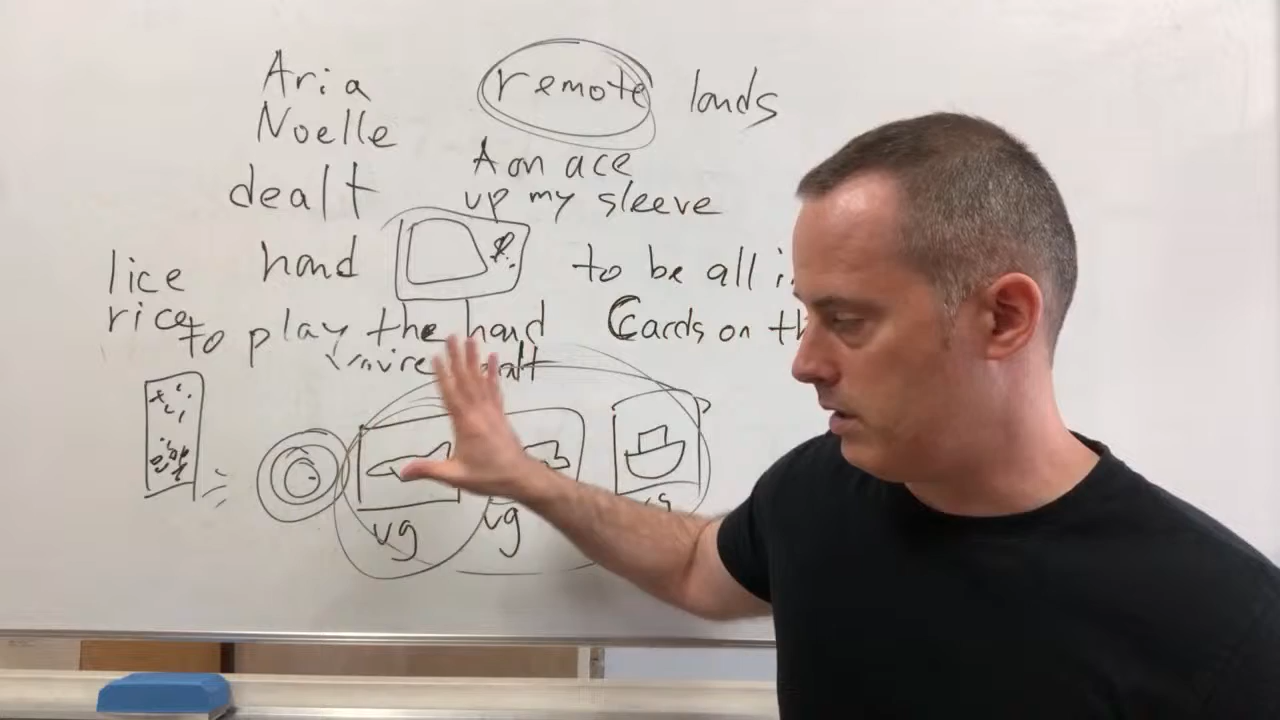 Aria
Noelle
remote lands
A on ace
up my sleeve
dealt
hand
to be all i
lice
rice
to play the hand
Cards on th
vg
vg